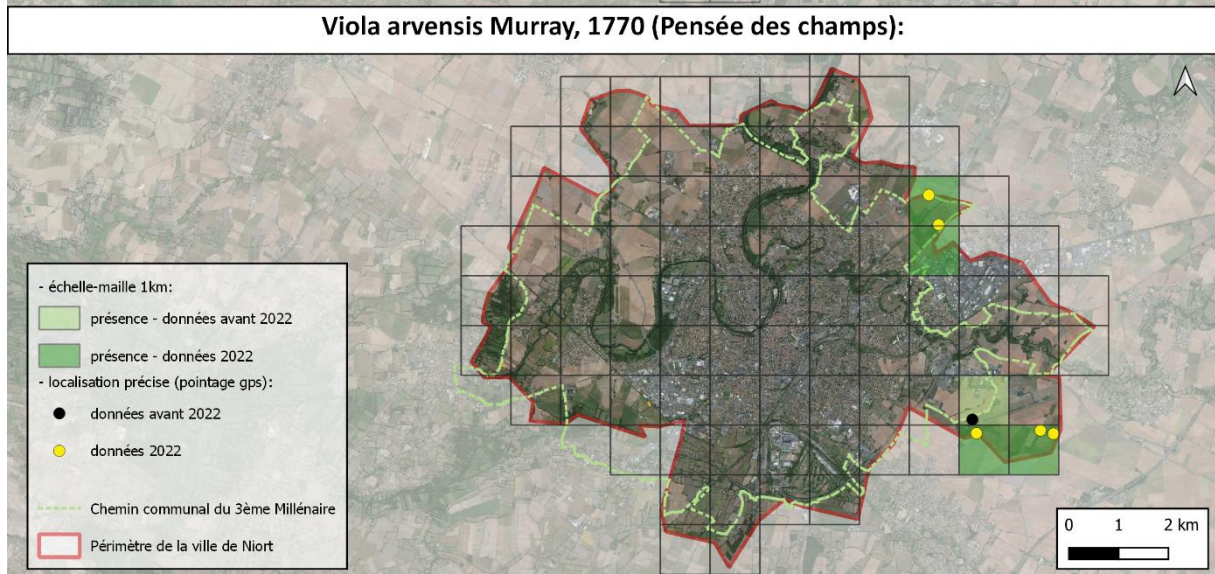 Viola arvensis Murray, 1770 (Pensée des champs):
- échelle-maille 1km:
présence - données avant 2022
présence - données 2022
- localisation précise (pointage gps):
données avant 2022
données 2022
Chemin communal du 3ème Millénaire
Périmètre de la ville de Niort
0 1 2 km